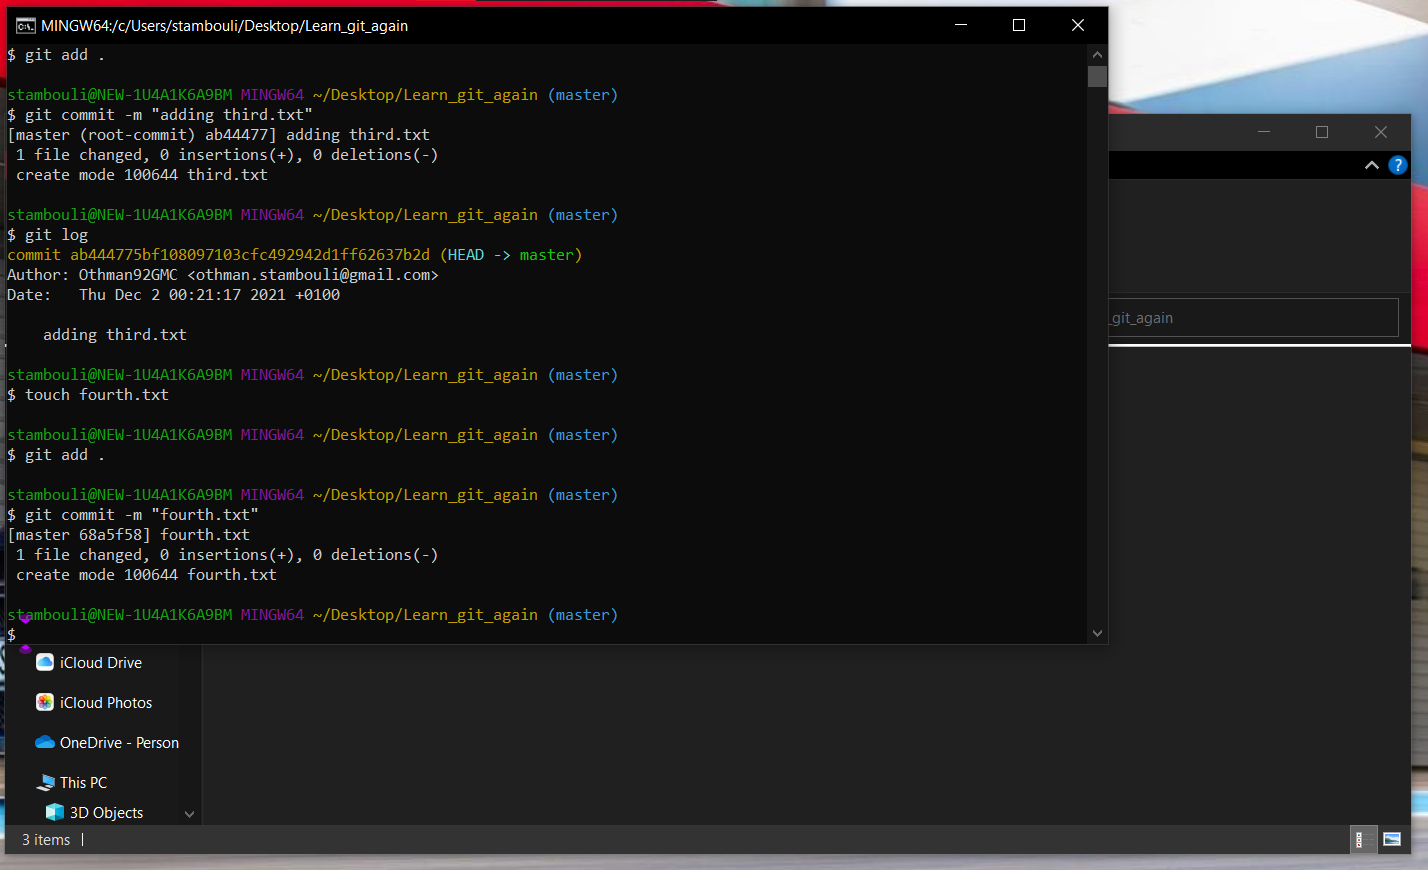 MINGW64:/c/Users/stambouli/Desktop/Learn_git_again
$ git add .
stambouli@NEW-1U4A1K6A9BM MINGW64 ~/Desktop/Learn_git_again (master)
$ git commit -m "adding third.txt"
[master (root-commit) ab44477] adding third.txt
1 file changed, 0 insertions(+), 0 deletions(-)
create mode 100644 third.txt
stambouli@NEW-1U4A1K6A9BM MINGW64 ~/Desktop/Learn_git_again (master)
$ git log
commit ab444775bf108097103cfc492942d1ff62637b2d (HEAD -> master)
Author: Othman92GMC <othman.stambouli@gmail.com>
Date:   Thu Dec 2 00:21:17 2021 +0100
adding third.txt
stambouli@NEW-1U4A1K6A9BM MINGW64 ~/Desktop/Learn_git_again (master)
$ touch fourth.txt
stambouli@NEW-1U4A1K6A9BM MINGW64 ~/Desktop/Learn_git_again (master)
$ git add .
stambouli@NEW-1U4A1K6A9BM MINGW64 ~/Desktop/Learn_git_again (master)
$ git commit -m "fourth.txt"
[master 68a5f58] fourth.txt
1 file changed, 0 insertions(+), 0 deletions(-)
create mode 100644 fourth.txt
stambouli@NEW-1U4A1K6A9BM MINGW64 ~/Desktop/Learn_git_again (master)
$
?
_git_again
iCloud Drive
iCloud Photos
OneDrive - Person
This PC
3D Objects
3 items